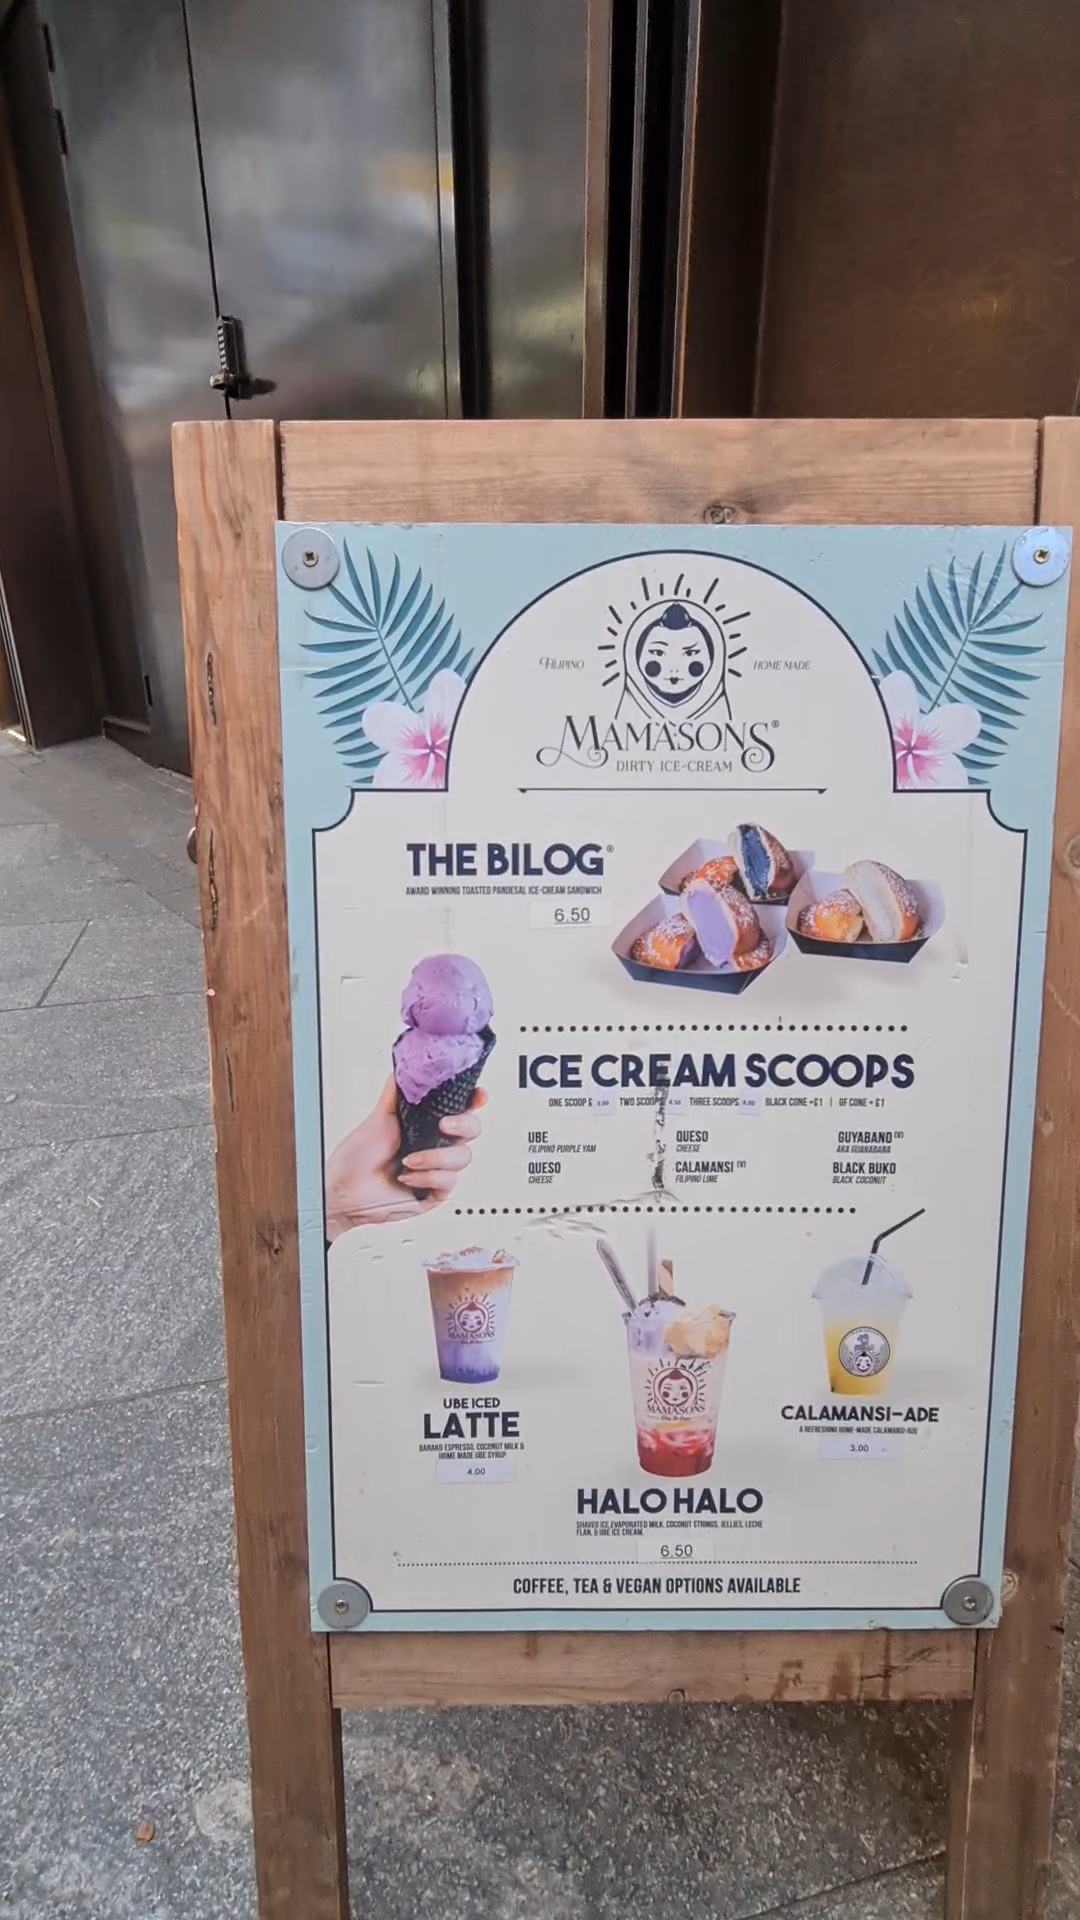 FILIPINO
HOME MADE
MAMASONS®
DIRTY ICE-CREAM
THE BILOG®
AWARD WINNING TOASTED PANDESAL ICE-CREAM SANDWICH
6.50
ICE CREAM SCOOPS
ONE SCOOP £ TWO SCOOPS 4.50 THREE SCOOPS BLACK CONE +£1 | GF CONE +£1
UBE
FILIPINO PURPLE YAM
QUESO
CHEESE
GUYABANO (V)
AKA GUANABANA
QUESO
CHEESE
CALAMANSI (V)
FILIPINO LIME
BLACK BUKO
BLACK COCONUT
MAMASONS
MAMASONS
UBE ICED
LATTE
BARAKO ESPRESSO, COCONUT MILK &
HOME MADE UBE SYRUP
4.00
CALAMANSI-ADE
A REFRESHING HOME-MADE CALAMANSI-ADE
3.00
HALO HALO
SHAVED ICE, EVAPORATED MILK, COCONUT STRINGS, JELLIES, LECHE
FLAN, & UBE ICE CREAM.
6.50
COFFEE, TEA & VEGAN OPTIONS AVAILABLE